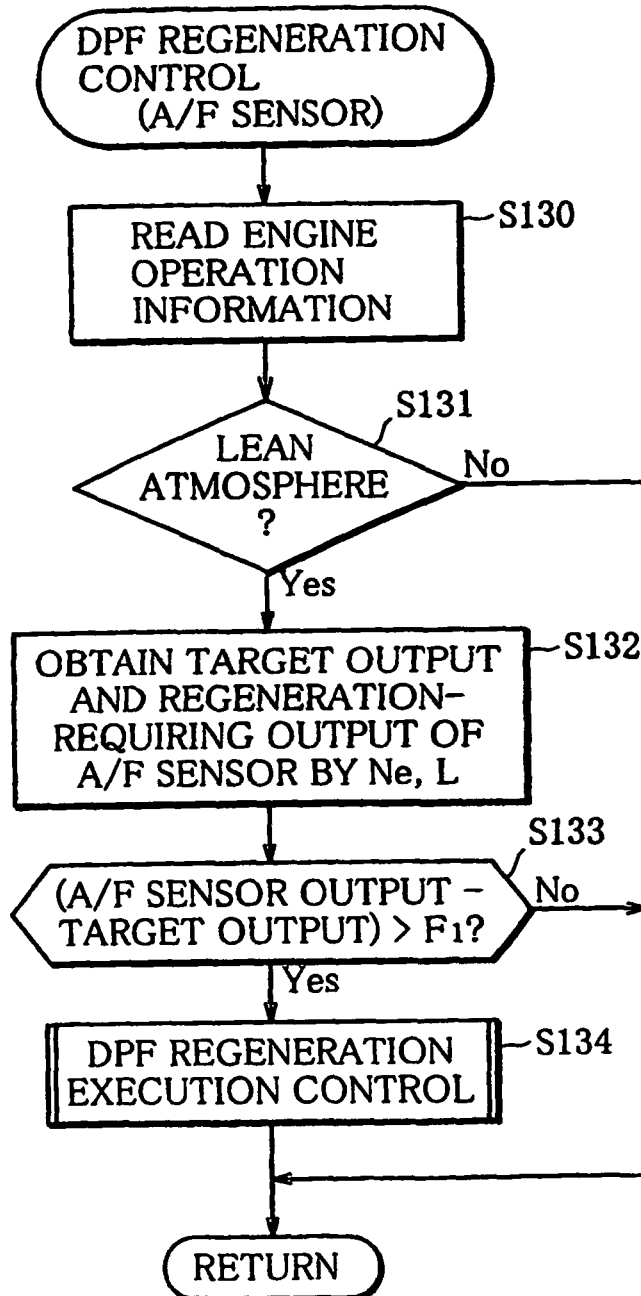 DPF REGENERATION
CONTROL
(A/F SENSOR)
S130
READ ENGINE
OPERATION
INFORMATION
S131
LEAN
ATMOSPHERE
?
No
Yes
S132
OBTAIN TARGET OUTPUT
AND REGENERATION-
REQUIRING OUTPUT OF
A/F SENSOR BY Ne, L
S133
(A/F SENSOR OUTPUT –
TARGET OUTPUT) > F1?
No
Yes
S134
DPF REGENERATION
EXECUTION CONTROL
RETURN